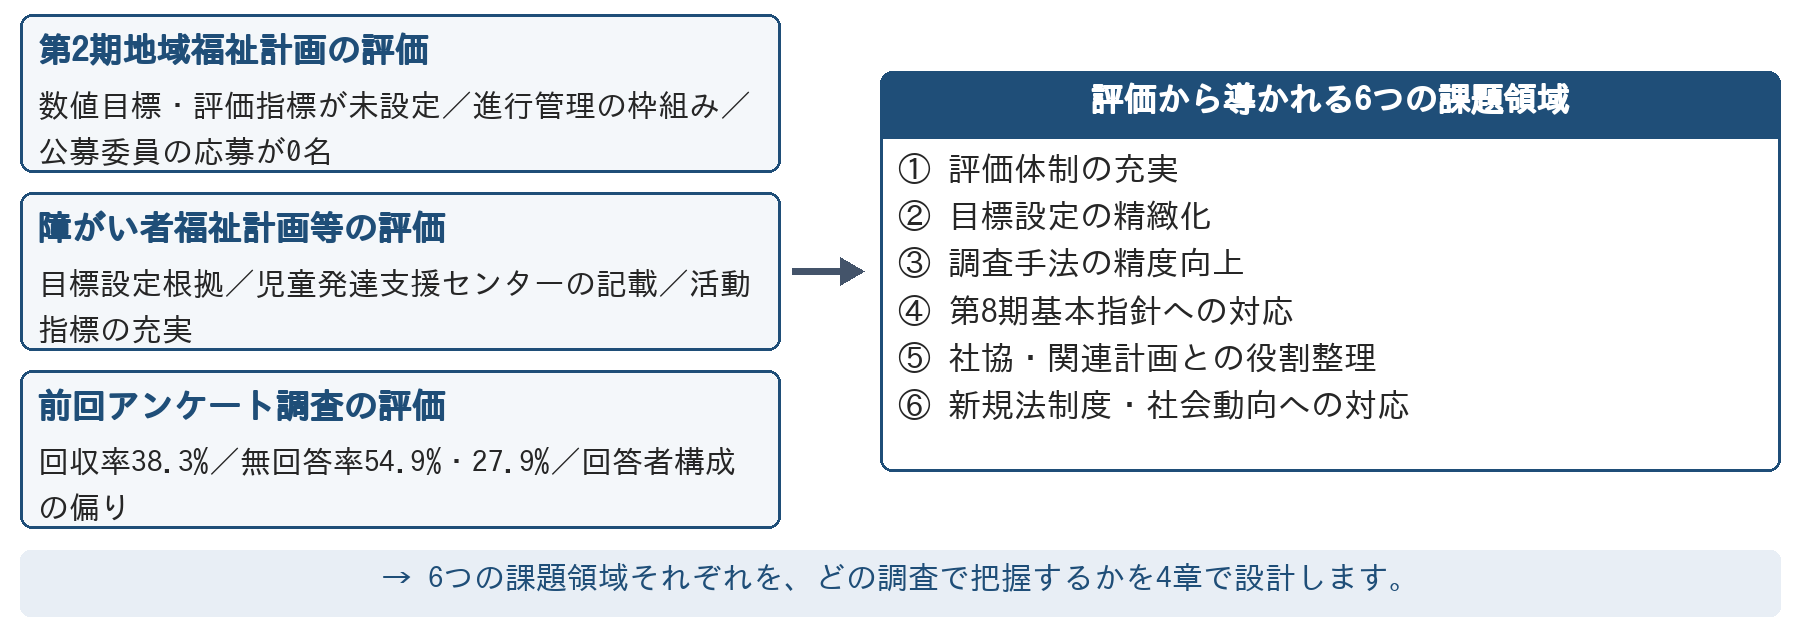 第2期地域福祉計画の評価
数値目標・評価指標が未設定／進行管理の枠組み／
公募委員の応募が0名
障がい者福祉計画等の評価
目標設定根拠／児童発達支援センターの記載／活動
指標の充実
前回アンケート調査の評価
回収率38.3%／無回答率54.9%・27.9%／回答者構成
の偏り
評価から導かれる6つの課題領域
① 評価体制の充実
② 目標設定の精緻化
③ 調査手法の精度向上
④ 第8期基本指針への対応
⑤ 社協・関連計画との役割整理
⑥ 新規法制度・社会動向への対応
→ 6つの課題領域それぞれを、どの調査で把握するかを4章で設計します。